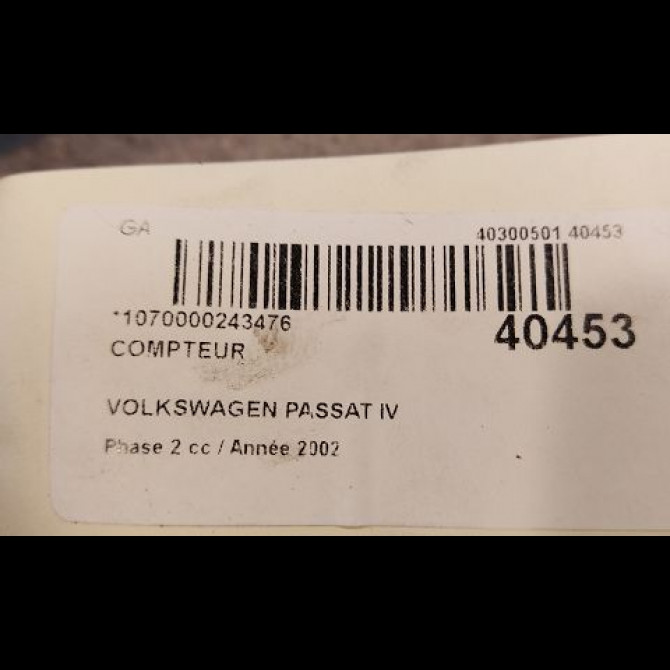 GA 40300501 40453
*1070000243476 40453
COMPTEUR
VOLKSWAGEN PASSAT IV
Phase 2 cc / Année 2002